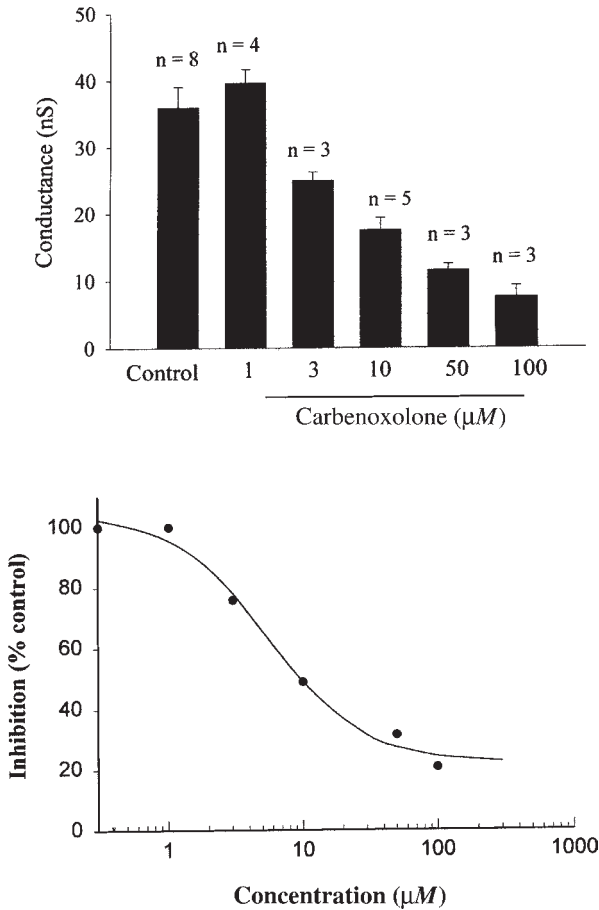 50
40
30
20
10
0
Conductance (nS)
n = 8
n = 4
n = 3
n = 5
n = 3
n = 3
Control 1 3 10 50 100
Carbenoxolone (μM)
100
80
60
40
20
0
Inhibition (% control)
1 10 100 1000
Concentration (μM)